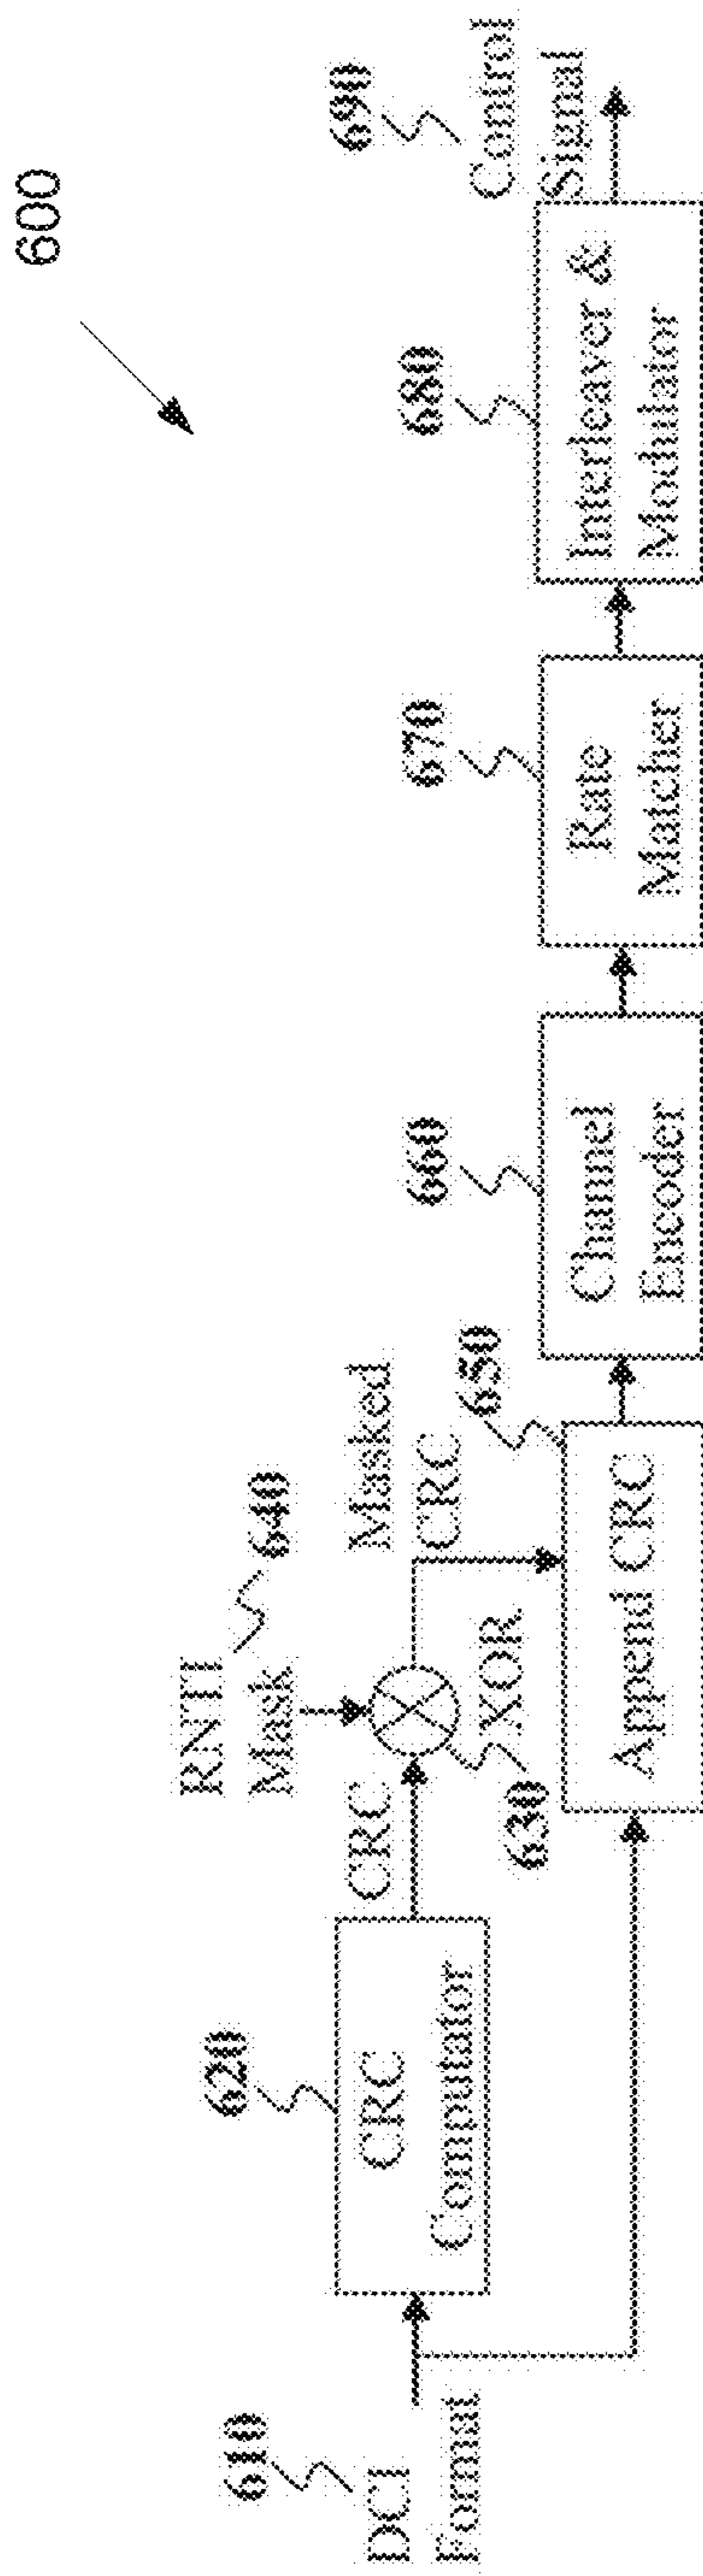 600
610
DCI
Format
620
CRC
Computator
CRC
RNTI
Mask
640
630
XOR
Masked
CRC
650
Append CRC
660
Channel
Encoder
670
Rate
Matcher
680
Interleaver &
Modulator
690
Control
Signal